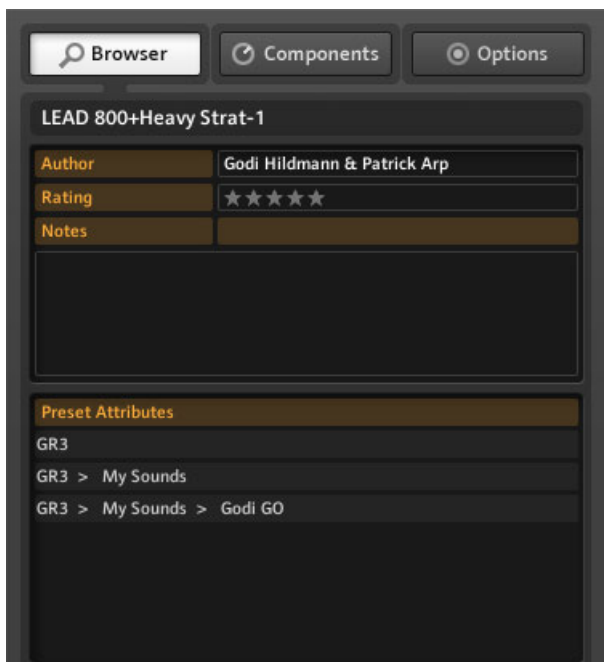 Browser Components Options
LEAD 800+Heavy Strat-1
Author Godi Hildmann & Patrick Arp
Rating ★★★★★
Notes
Preset Attributes
GR3
GR3 > My Sounds
GR3 > My Sounds > Godi GO